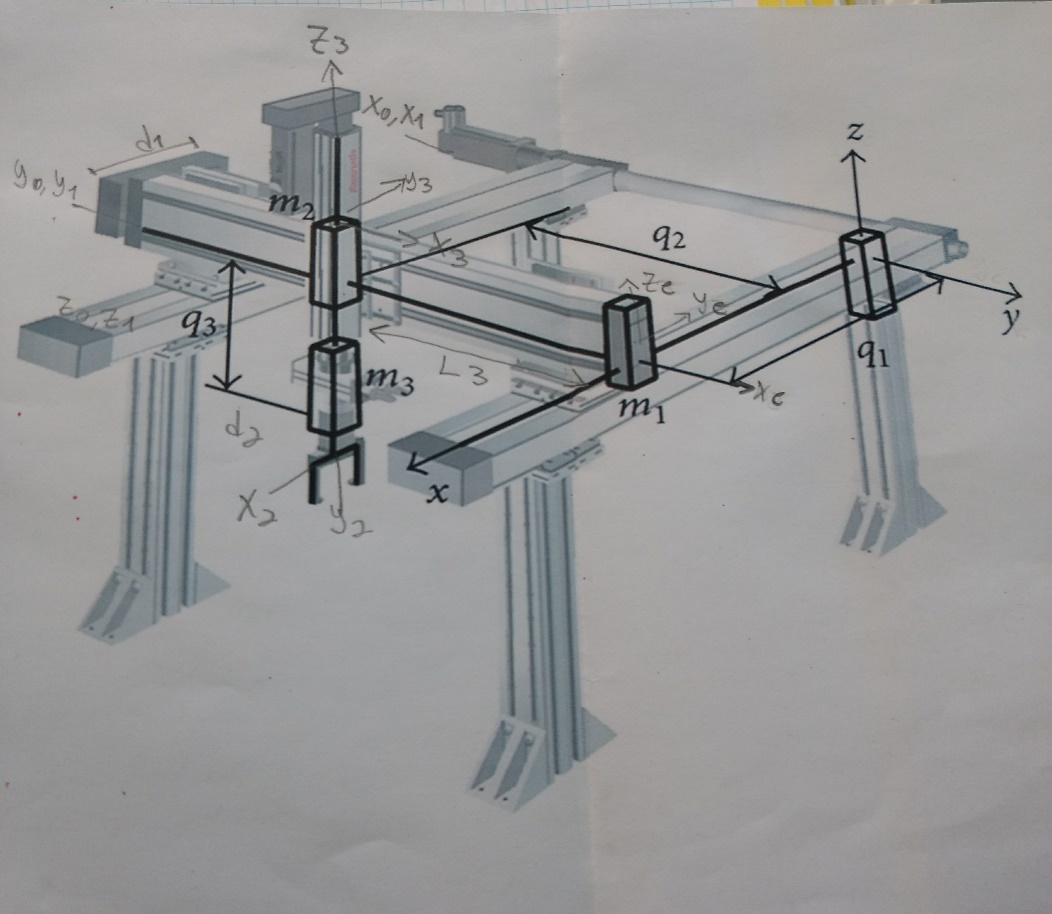 z3
x0, x1
d1
y0, y1
y3
z
m2
x3
q2
ze
ye
z0, z1
q3
y
L3
q1
m3
xe
m1
d2
x
x2
y2